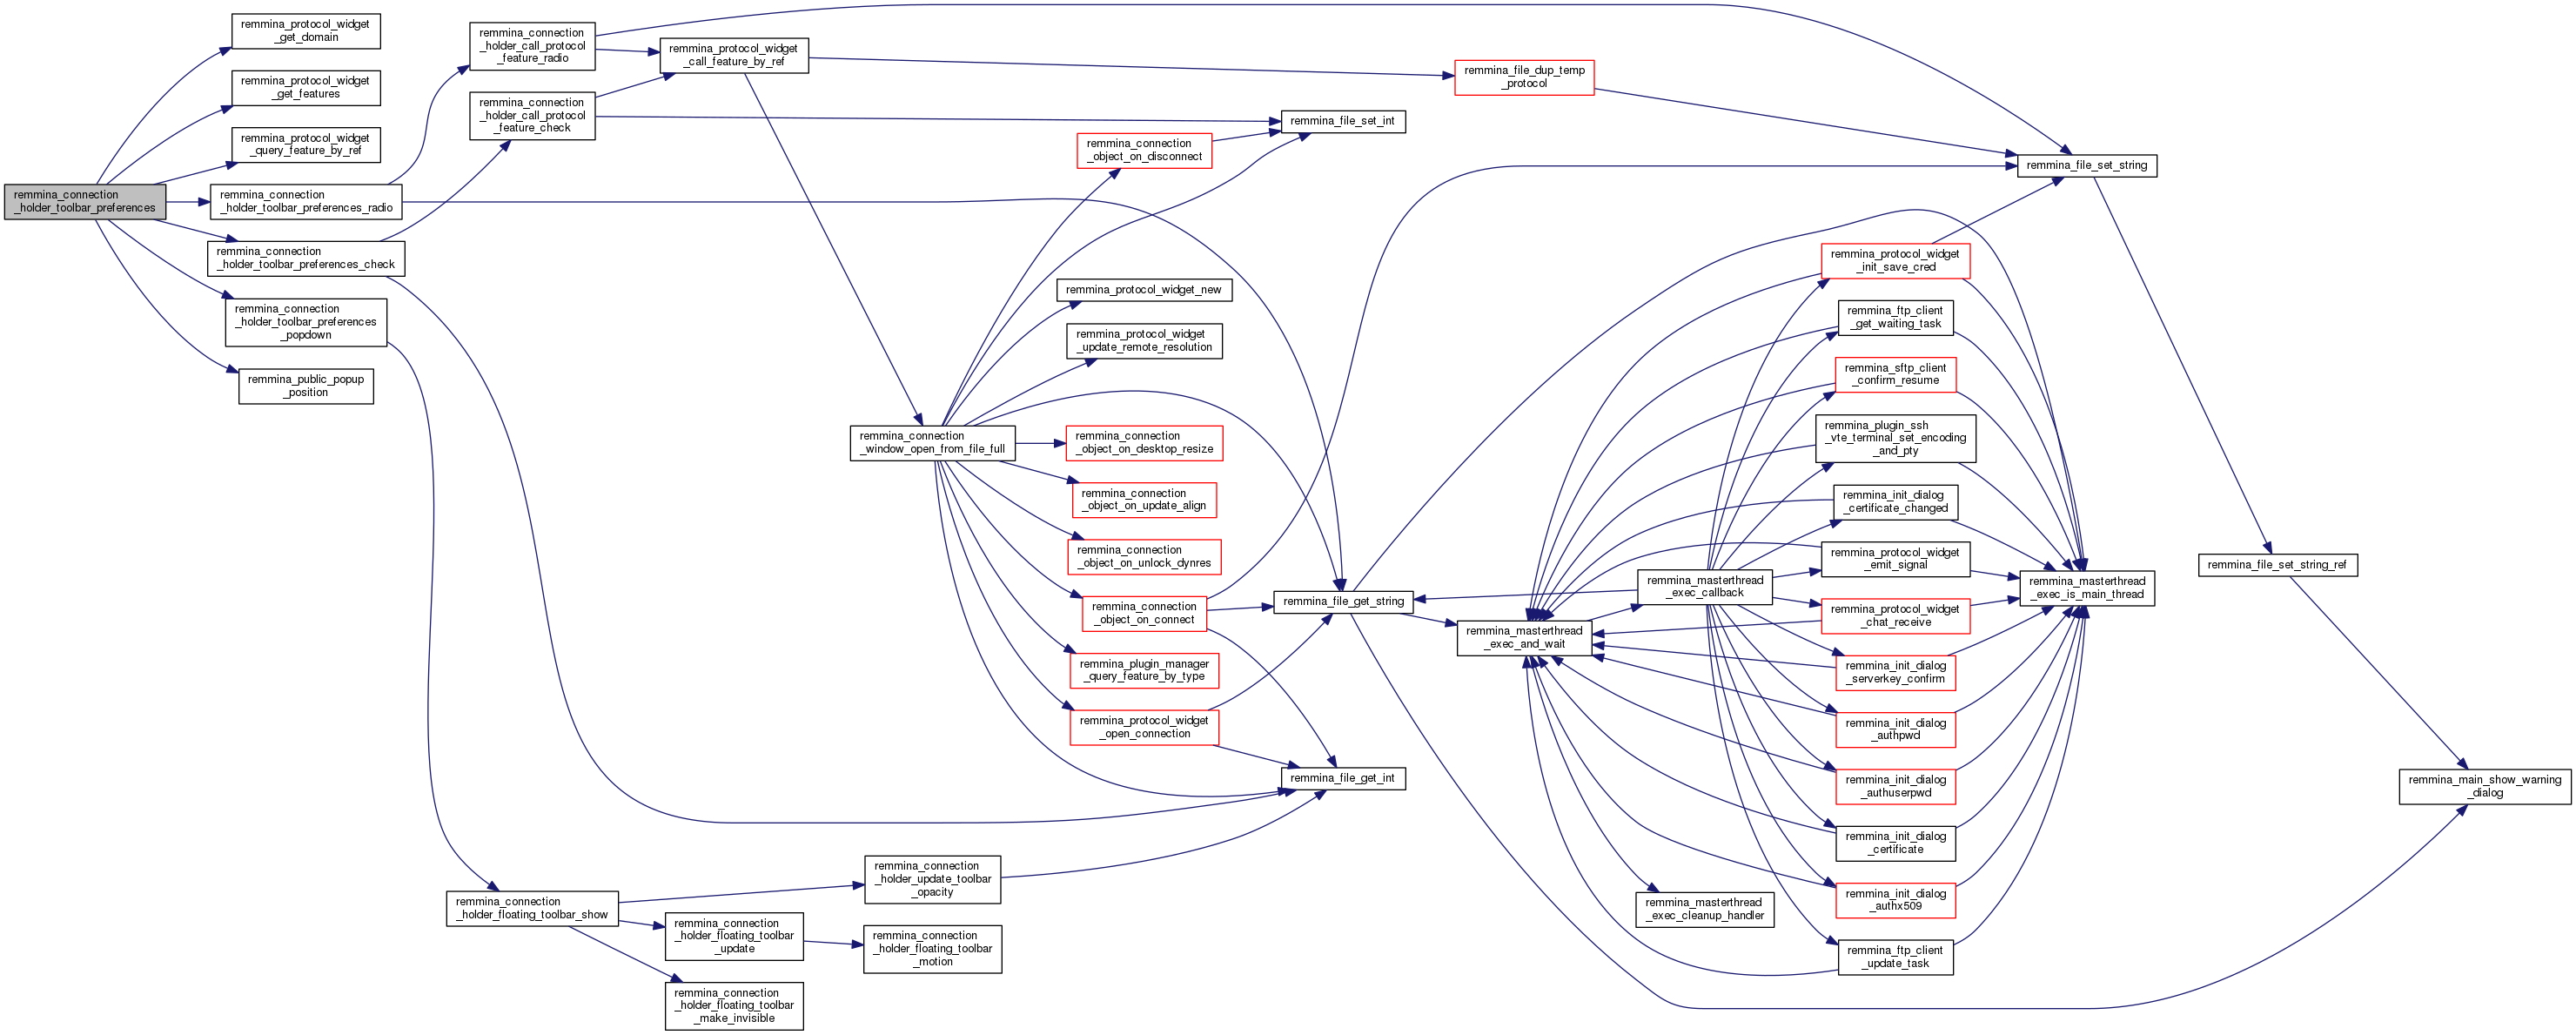 remmina_connection
_holder_toolbar_preferences
remmina_protocol_widget
_get_domain
remmina_protocol_widget
_get_features
remmina_protocol_widget
_query_feature_by_ref
remmina_connection
_holder_toolbar_preferences_radio
remmina_connection
_holder_toolbar_preferences_check
remmina_connection
_holder_toolbar_preferences
_popdown
remmina_public_popup
_position
remmina_connection
_holder_call_protocol
_feature_radio
remmina_connection
_holder_call_protocol
_feature_check
remmina_connection
_holder_floating_toolbar_show
remmina_protocol_widget
_call_feature_by_ref
remmina_connection
_holder_floating_toolbar
_update
remmina_connection
_holder_floating_toolbar
_make_invisible
remmina_connection
_window_open_from_file_full
remmina_connection
_holder_update_toolbar
_opacity
remmina_connection
_holder_floating_toolbar
_motion
remmina_connection
_object_on_disconnect
remmina_protocol_widget_new
remmina_protocol_widget
_update_remote_resolution
remmina_connection
_object_on_desktop_resize
remmina_connection
_object_on_update_align
remmina_connection
_object_on_unlock_dynres
remmina_connection
_object_on_connect
remmina_plugin_manager
_query_feature_by_type
remmina_protocol_widget
_open_connection
remmina_file_set_int
remmina_file_get_string
remmina_file_get_int
remmina_file_dup_temp
_protocol
remmina_masterthread
_exec_and_wait
remmina_masterthread
_exec_callback
remmina_masterthread
_exec_cleanup_handler
remmina_protocol_widget
_init_save_cred
remmina_ftp_client
_get_waiting_task
remmina_sftp_client
_confirm_resume
remmina_plugin_ssh
_vte_terminal_set_encoding
_and_pty
remmina_init_dialog
_certificate_changed
remmina_protocol_widget
_emit_signal
remmina_protocol_widget
_chat_receive
remmina_init_dialog
_serverkey_confirm
remmina_init_dialog
_authpwd
remmina_init_dialog
_authuserpwd
remmina_init_dialog
_certificate
remmina_init_dialog
_authx509
remmina_ftp_client
_update_task
remmina_file_set_string
remmina_masterthread
_exec_is_main_thread
remmina_file_set_string_ref
remmina_main_show_warning
_dialog